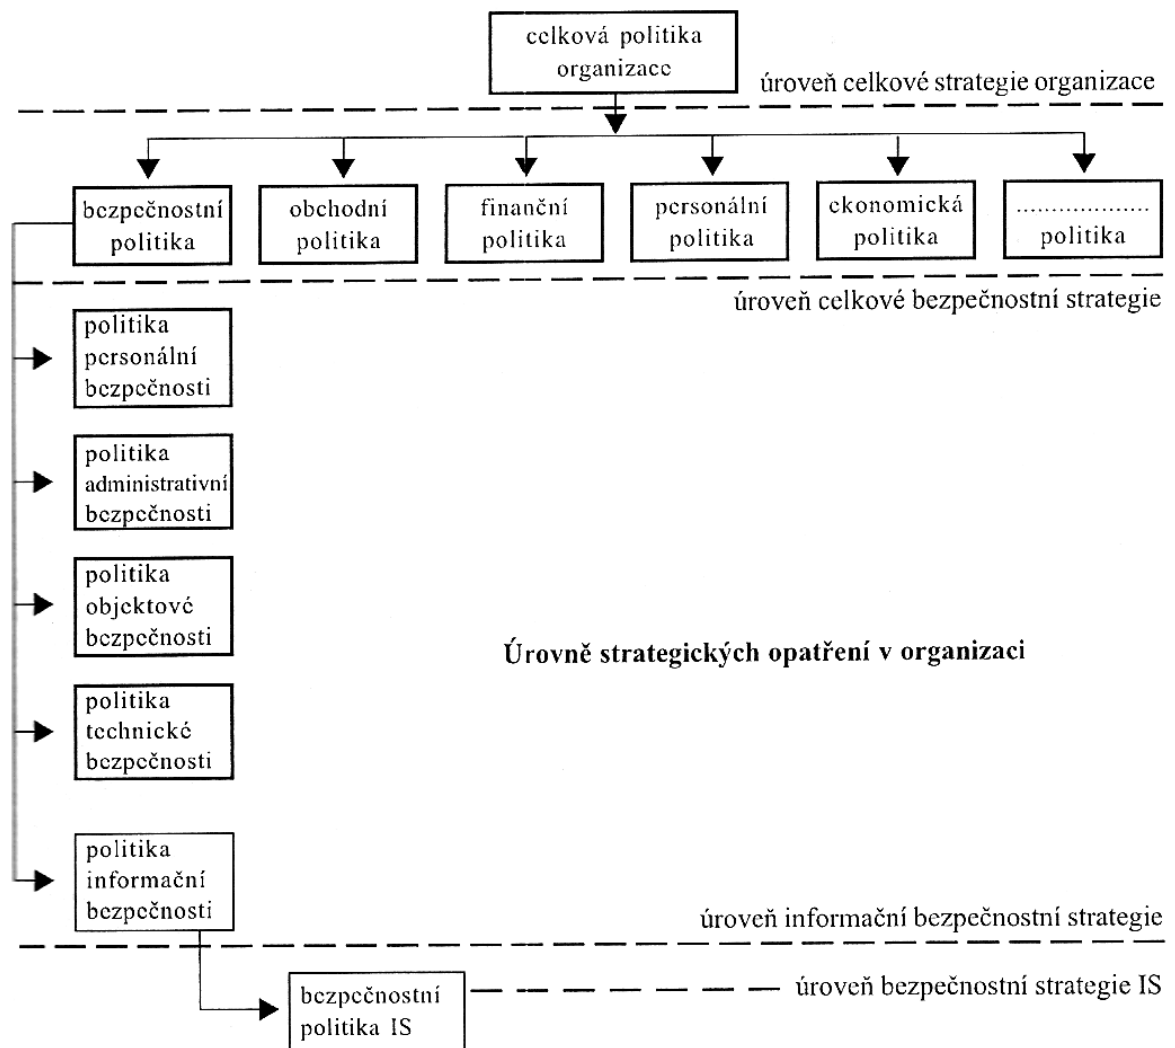 celková politika
organizace
úroveň celkové strategie organizace
bezpečnostní
politika
obchodní
politika
finanční
politika
personální
politika
ekonomická
politika
...................
politika
úroveň celkové bezpečnostní strategie
politika
personální
bezpečnosti
politika
administrativní
bezpečnosti
politika
objektové
bezpečnosti
Úrovně strategických opatření v organizaci
politika
technické
bezpečnosti
politika
informační
bezpečnosti
úroveň informační bezpečnostní strategie
bezpečnostní
politika IS
úroveň bezpečnostní strategie IS